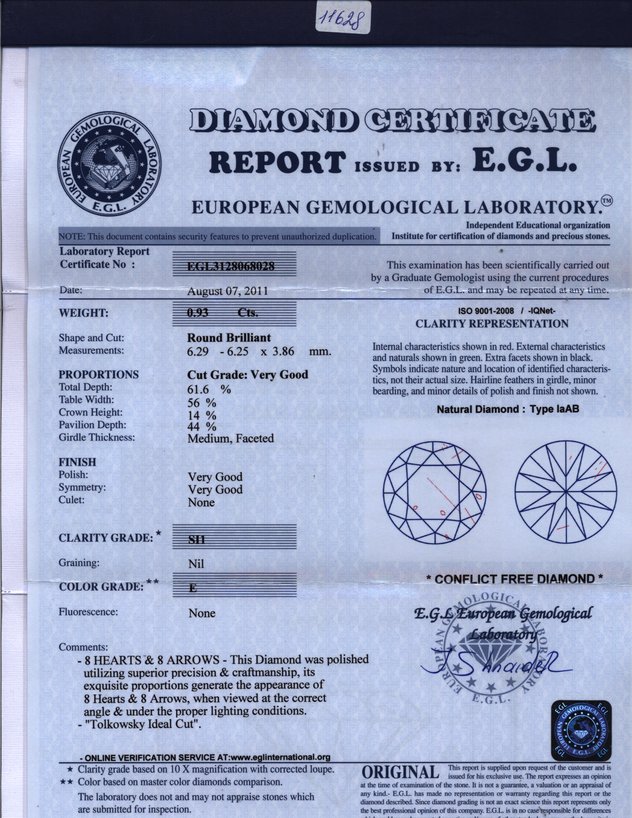 11628
DIAMOND CERTIFICATE
REPORT ISSUED BY: E.G.L.
EUROPEAN GEMOLOGICAL LABORATORY.™
EUROPEAN GEMOLOGICAL LABORATORY
E.G.L.
Independent Educational organization
Institute for certification of diamonds and precious stones.
NOTE: This document contains security features to prevent unauthorized duplication.
Laboratory Report
Certificate No : EGL3128068028
Date: August 07, 2011
This examination has been scientifically carried out
by a Graduate Gemologist using the current procedures
of E.G.L. and may be repeated at any time.
WEIGHT: 0.93 Cts.
Shape and Cut: Round Brilliant
Measurements: 6.29 - 6.25 x 3.86 mm.
PROPORTIONS Cut Grade: Very Good
Total Depth: 61.6 %
Table Width: 56 %
Crown Height: 14 %
Pavilion Depth: 44 %
Girdle Thickness: Medium, Faceted
FINISH
Polish: Very Good
Symmetry: Very Good
Culet: None
CLARITY GRADE: * SI1
Graining: Nil
COLOR GRADE: ** E
Fluorescence: None
Comments:
- 8 HEARTS & 8 ARROWS - This Diamond was polished
utilizing superior precision & craftmanship, its
exquisite proportions generate the appearance of
8 Hearts & 8 Arrows, when viewed at the correct
angle & under the proper lighting conditions.
- "Tolkowsky Ideal Cut".
- ONLINE VERIFICATION SERVICE AT:www.eglinternational.org
* Clarity grade based on 10 X magnification with corrected loupe.
** Color based on master color diamonds comparison.
The laboratory does not and may not appraise stones which
are submitted for inspection.
ISO 9001-2008 / -IQNet-
CLARITY REPRESENTATION
Internal characteristics shown in red. External characteristics
and naturals shown in green. Extra facets shown in black.
Symbols indicate nature and location of identified characteris-
tics, not their actual size. Hairline feathers in girdle, minor
bearding, and minor details of polish and finish not shown.
Natural Diamond : Type IaAB
* CONFLICT FREE DIAMOND *
E.G.L European Gemological
Laboratory
EUROPEAN GEMOLOGICAL LABORATORY
E.G.L.
EGL EGL
EGL EGL
ORIGINAL This report is supplied upon request of the customer and is
issued for his exclusive use. The report expresses an opinion
at the time of examination of the stone. It is not a guarantee, a valuation or an appraisal of
any kind.- E.G.L. has made no representation or warranty regarding this report or the
diamond described. Since diamond grading is not an exact science this report represents only
the best professional opinion of this company. E.G.L. is in no case responsible for differences